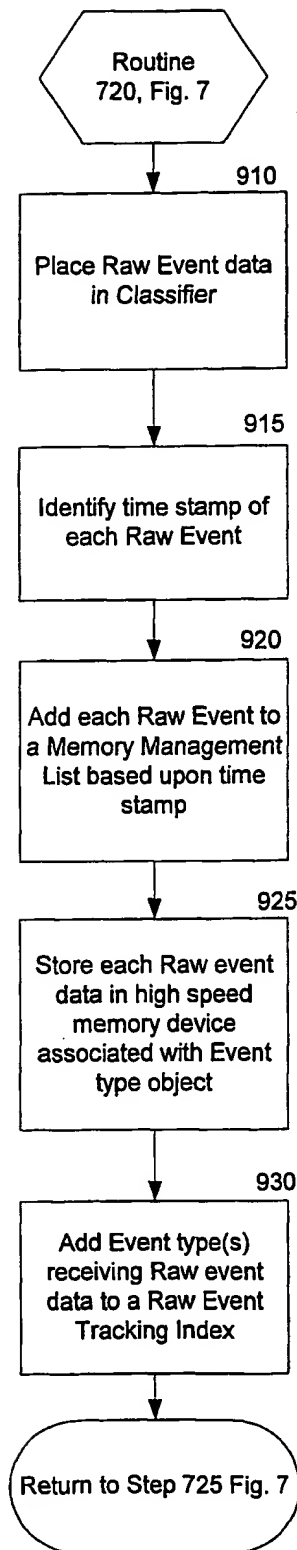 Routine
720, Fig. 7
910
Place Raw Event data
in Classifier
915
Identify time stamp of
each Raw Event
920
Add each Raw Event to
a Memory Management
List based upon time
stamp
925
Store each Raw event
data in high speed
memory device
associated with Event
type object
930
Add Event type(s)
receiving Raw event
data to a Raw Event
Tracking Index
Return to Step 725 Fig. 7